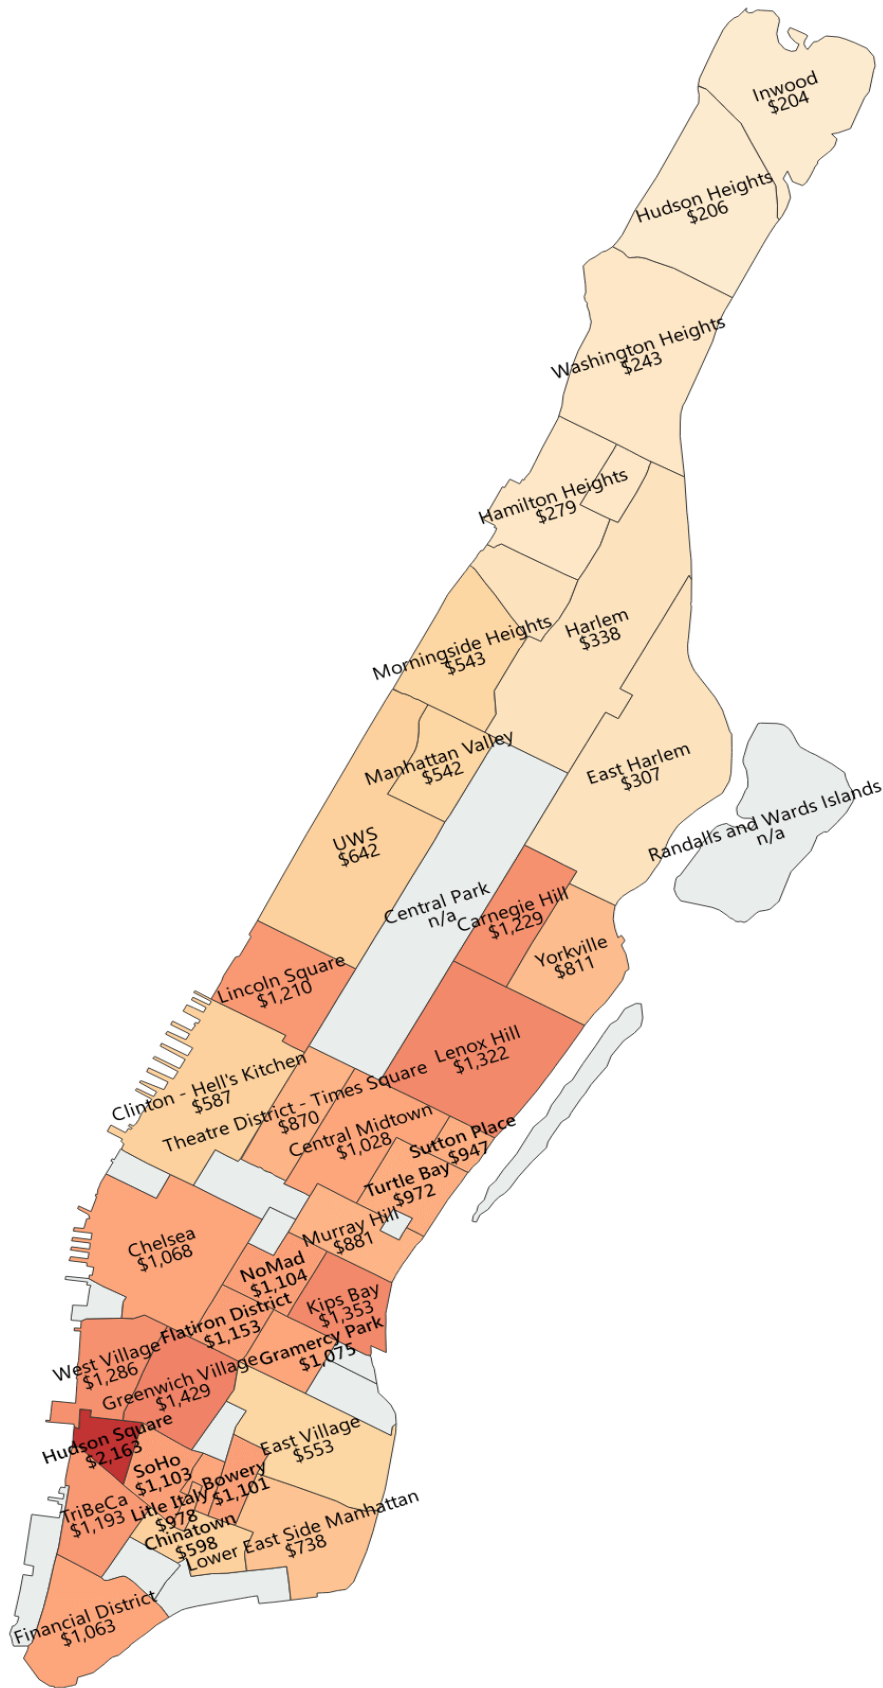 Inwood
$204
Hudson Heights
$206
Washington Heights
$243
Hamilton Heights
$279
Harlem
$338
Morningside Heights
$543
Manhattan Valley
$542
East Harlem
$307
Randalls and Wards Islands
n/a
UWS
$642
Central Park
n/a
Carnegie Hill
$1,229
Yorkville
$811
Lincoln Square
$1,210
Lenox Hill
$1,322
Clinton - Hell's Kitchen
$587
Theatre District - Times Square
$870
Central Midtown
$1,028
Sutton Place
$947
Turtle Bay
$972
Murray Hill
$881
Chelsea
$1,068
NoMad
$1,104
Kips Bay
$1,353
Flatiron District
$1,153
Gramercy Park
$1,075
West Village
$1,286
Greenwich Village
$1,429
Hudson Square
$2,163
East Village
$553
SoHo
$1,103
Bowery
$1,101
TriBeCa
$1,193
Litle Italy
$978
Chinatown
$598
Lower East Side Manhattan
$738
Financial District
$1,063